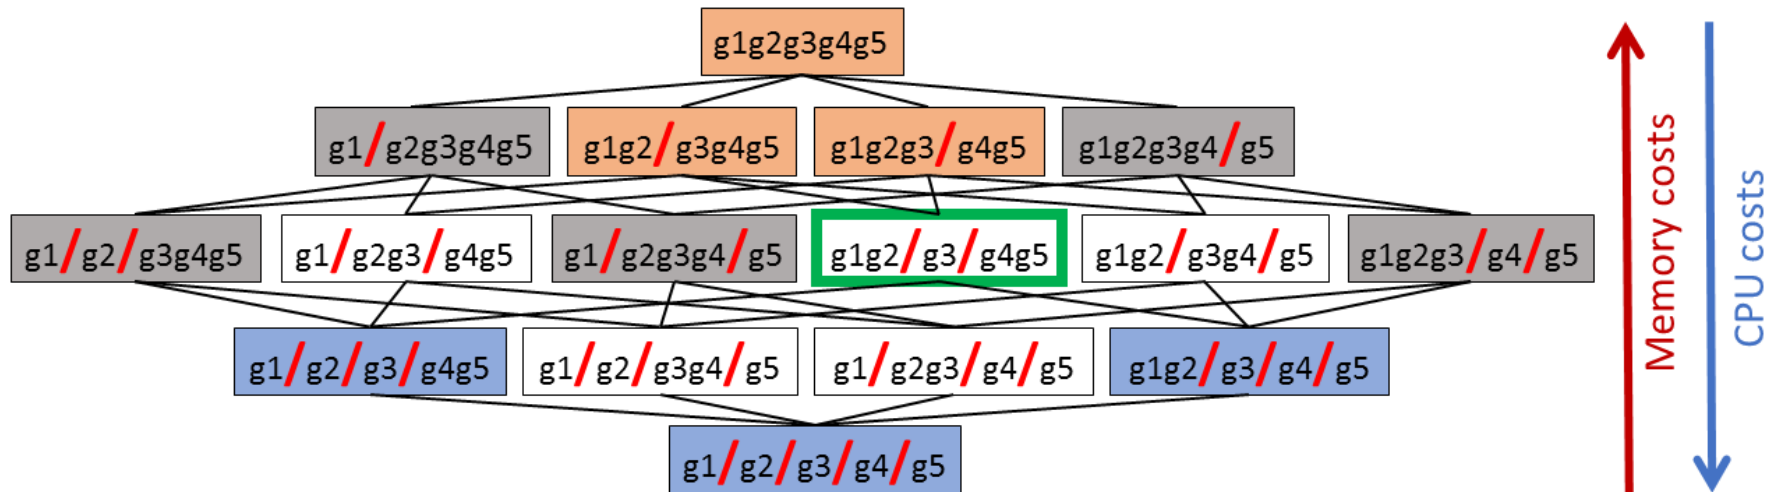 g1g2g3g4g5
g1/g2g3g4g5
g1g2/g3g4g5
g1g2g3/g4g5
g1g2g3g4/g5
g1/g2/g3g4g5
g1/g2g3/g4g5
g1/g2g3g4/g5
g1g2/g3/g4g5
g1g2/g3g4/g5
g1g2g3/g4/g5
g1/g2/g3/g4g5
g1/g2/g3g4/g5
g1/g2g3/g4/g5
g1g2/g3/g4/g5
g1/g2/g3/g4/g5
Memory costs
CPU costs